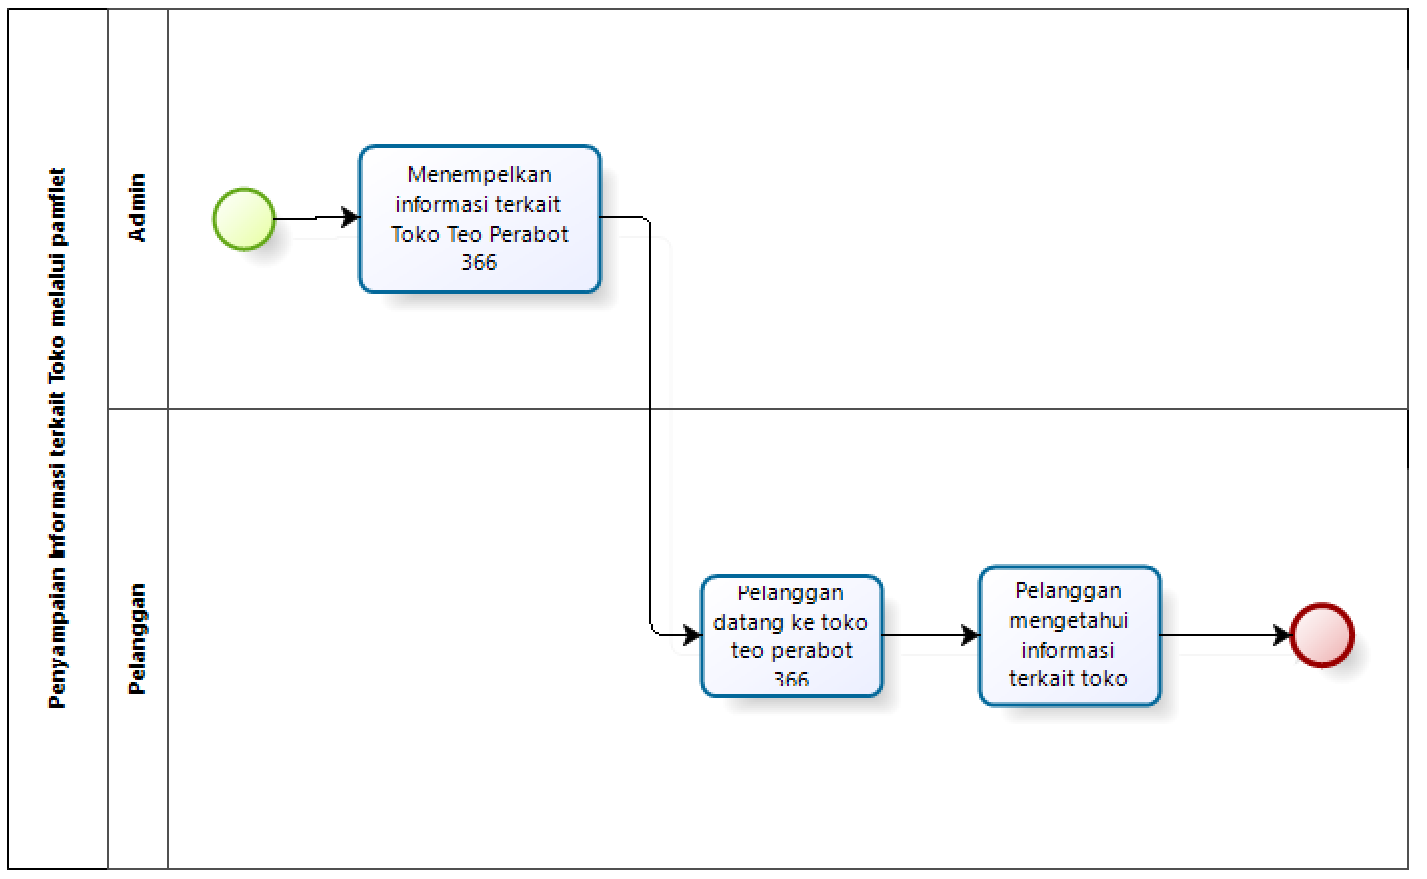 Penyampaian Informasi terkait Toko melalui pamflet
Admin
Menempelkan
informasi terkait
Toko Teo Perabot
366
Pelanggan
Pelanggan
datang ke toko
teo perabot
366
Pelanggan
mengetahui
informasi
terkait toko